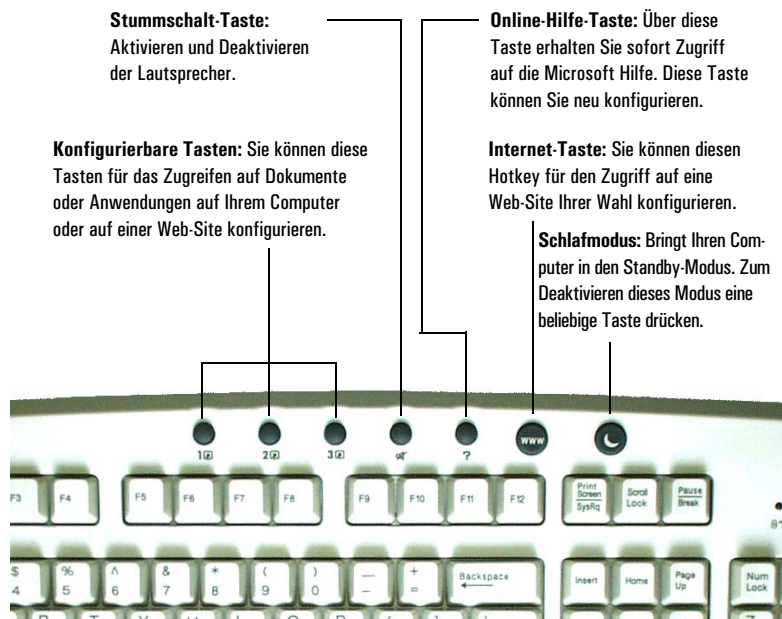 Stummschalt-Taste:
Aktivieren und Deaktivieren
der Lautsprecher.
Online-Hilfe-Taste: Über diese
Taste erhalten Sie sofort Zugriff
auf die Microsoft Hilfe. Diese Taste
können Sie neu konfigurieren.
Konfigurierbare Tasten: Sie können diese
Tasten für das Zugreifen auf Dokumente
oder Anwendungen auf Ihrem Computer
oder auf einer Web-Site konfigurieren.
Internet-Taste: Sie können diesen
Hotkey für den Zugriff auf eine
Web-Site Ihrer Wahl konfigurieren.
Schlafmodus: Bringt Ihren Com-
puter in den Standby-Modus. Zum
Deaktivieren dieses Modus eine
beliebige Taste drücken.
www
1 2 3 ?
F3 F4 F5 F6 F7 F8 F9 F10 F11 F12
Print Screen SysRq
Scroll Lock
Pause Break
$ % ^ & * ( ) — +
4 5 6 7 8 9 0 – =
Backspace
Insert
Home
Page Up
Num Lock